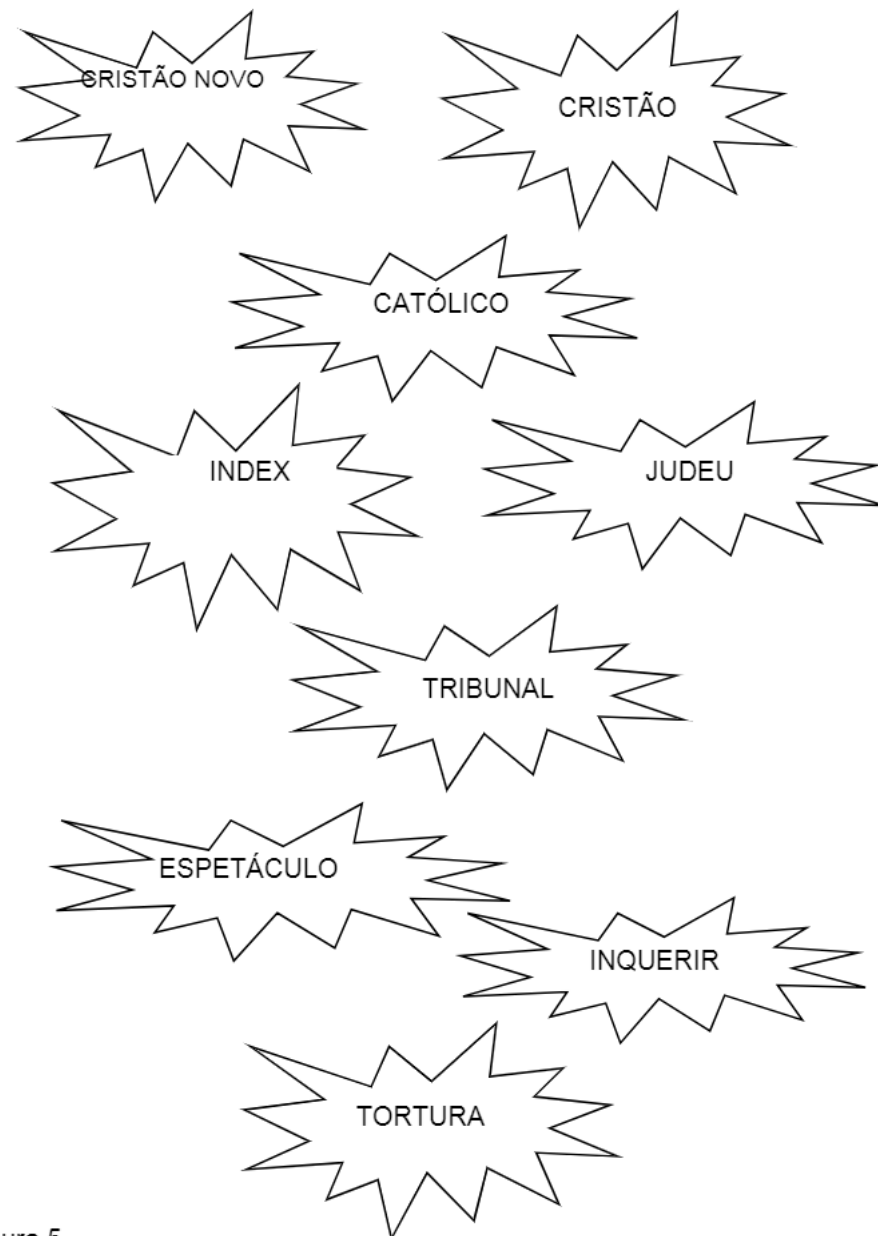 CRISTÃO NOVO
CRISTÃO
CATÓLICO
INDEX
JUDEU
TRIBUNAL
ESPETÁCULO
INQUERIR
TORTURA